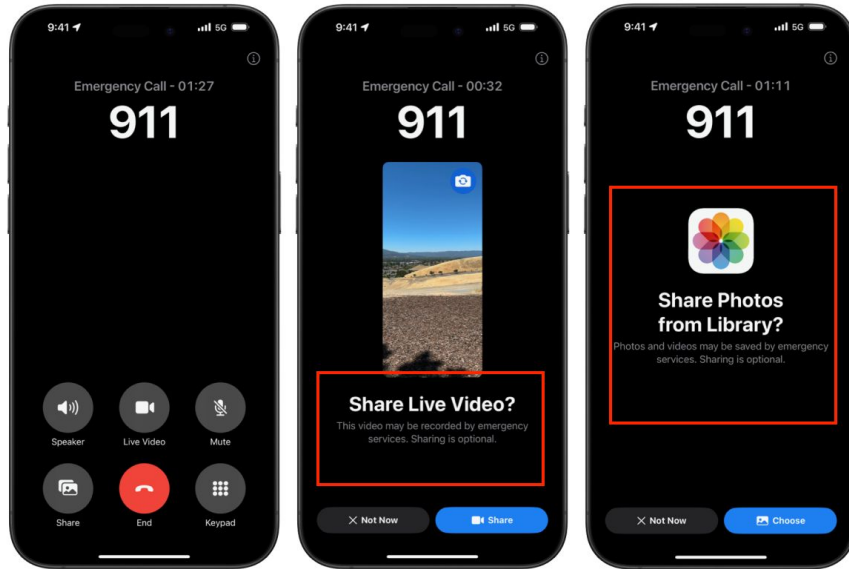 9:41
5G
Emergency Call - 01:27
911
Speaker
Live Video
Mute
Share
End
Keypad
9:41
5G
Emergency Call - 00:32
911
Share Live Video?
This video may be recorded by emergency
services. Sharing is optional.
Not Now
Share
9:41
5G
Emergency Call - 01:11
911
Share Photos
from Library?
Photos and videos may be saved by emergency
services. Sharing is optional.
Not Now
Choose